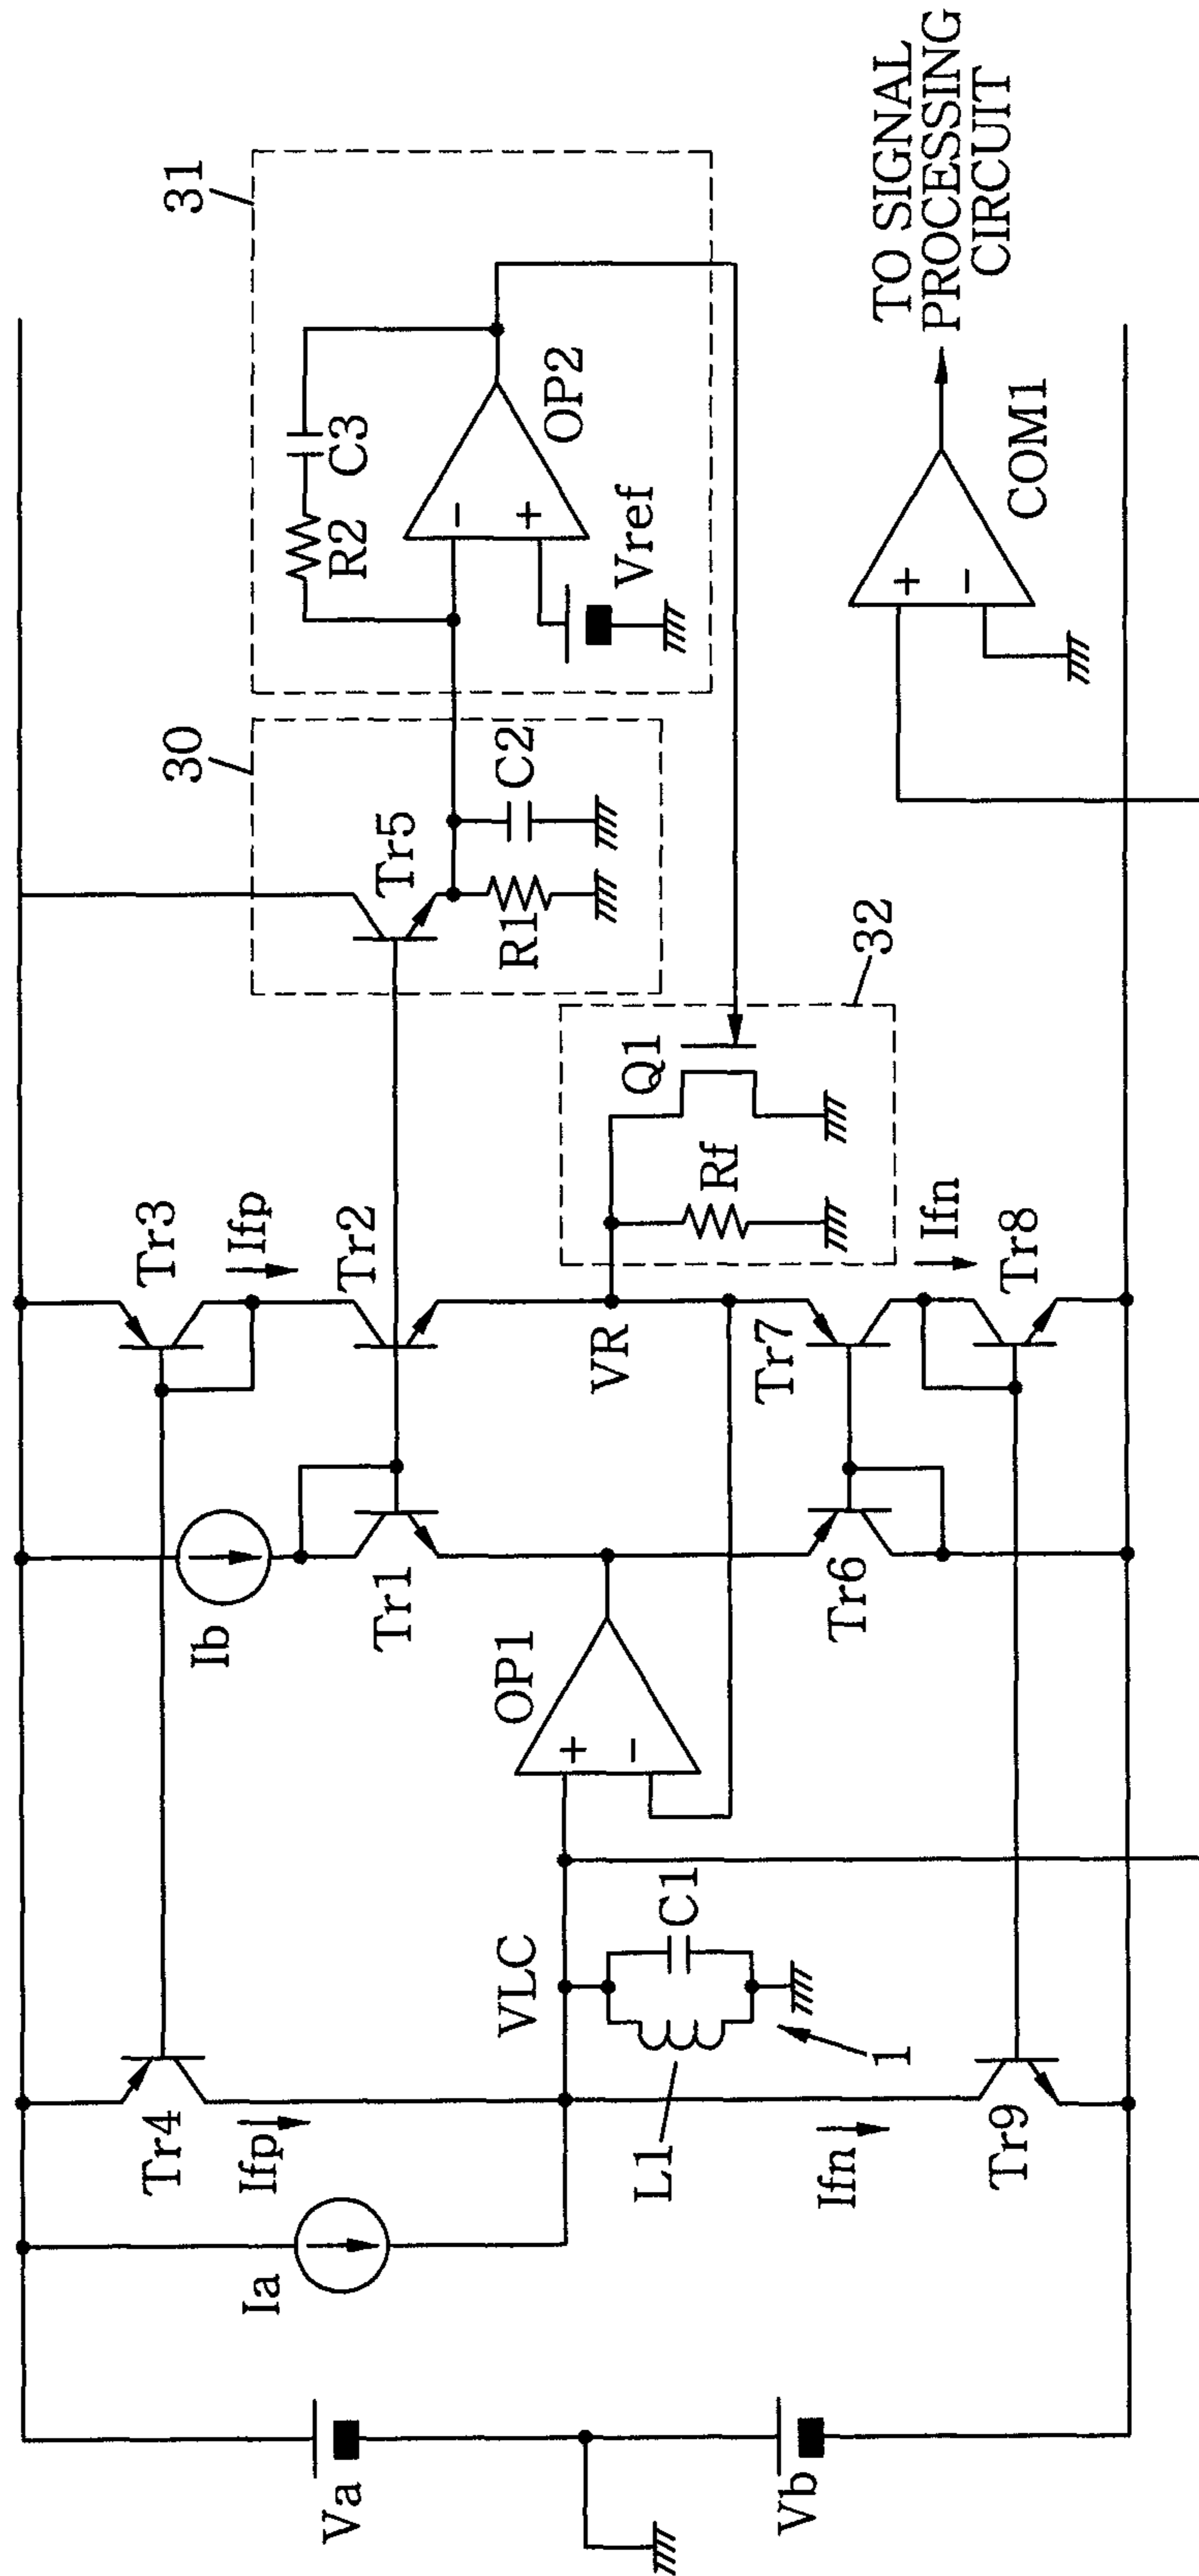 Va
Vb
Ia
Tr4
Ifp
L1
1
Ifn
Tr9
VLC
C1
OP1
+
−
Ib
Tr1
Tr6
Tr3
Ifp
Tr2
VR
Tr7
Ifn
Tr8
32
Q1
Rf
30
Tr5
R1
C2
31
R2
C3
−
+
OP2
Vref
+
−
COM1
TO SIGNAL
PROCESSING
CIRCUIT